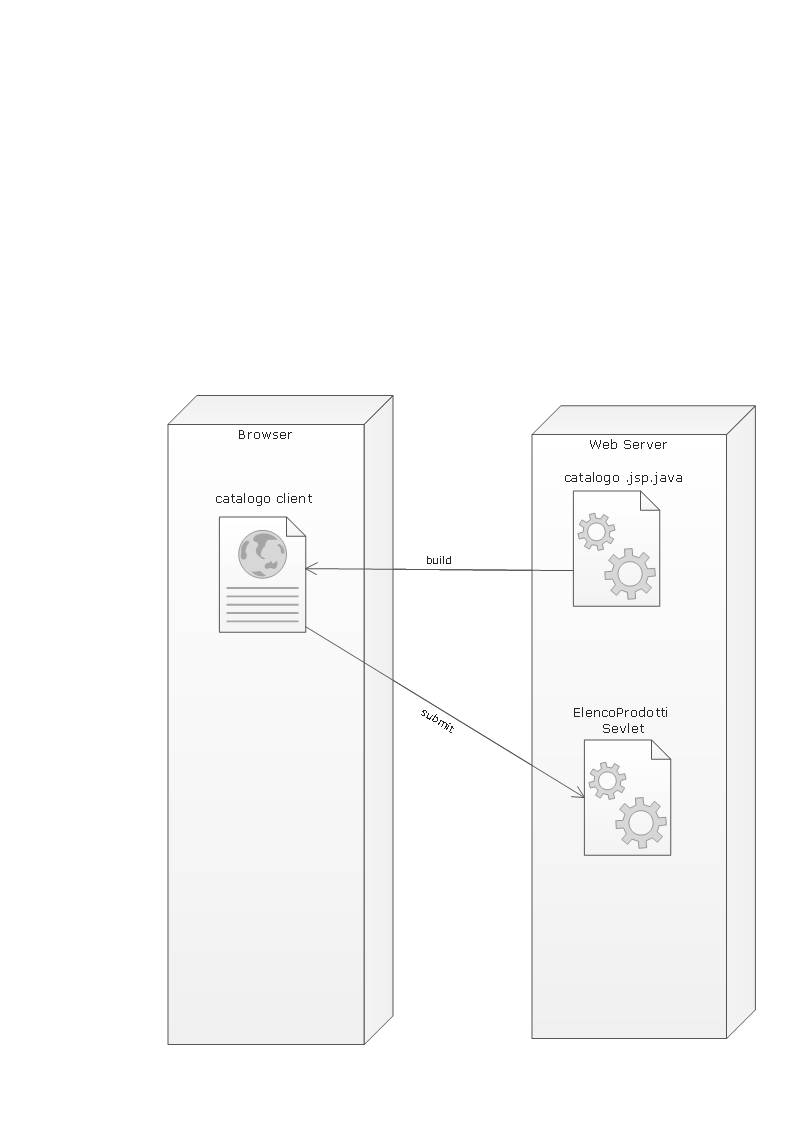 Browser
Web Server
catalogo .jsp.java
catalogo client
build
submit
ElencoProdotti
Sevlet